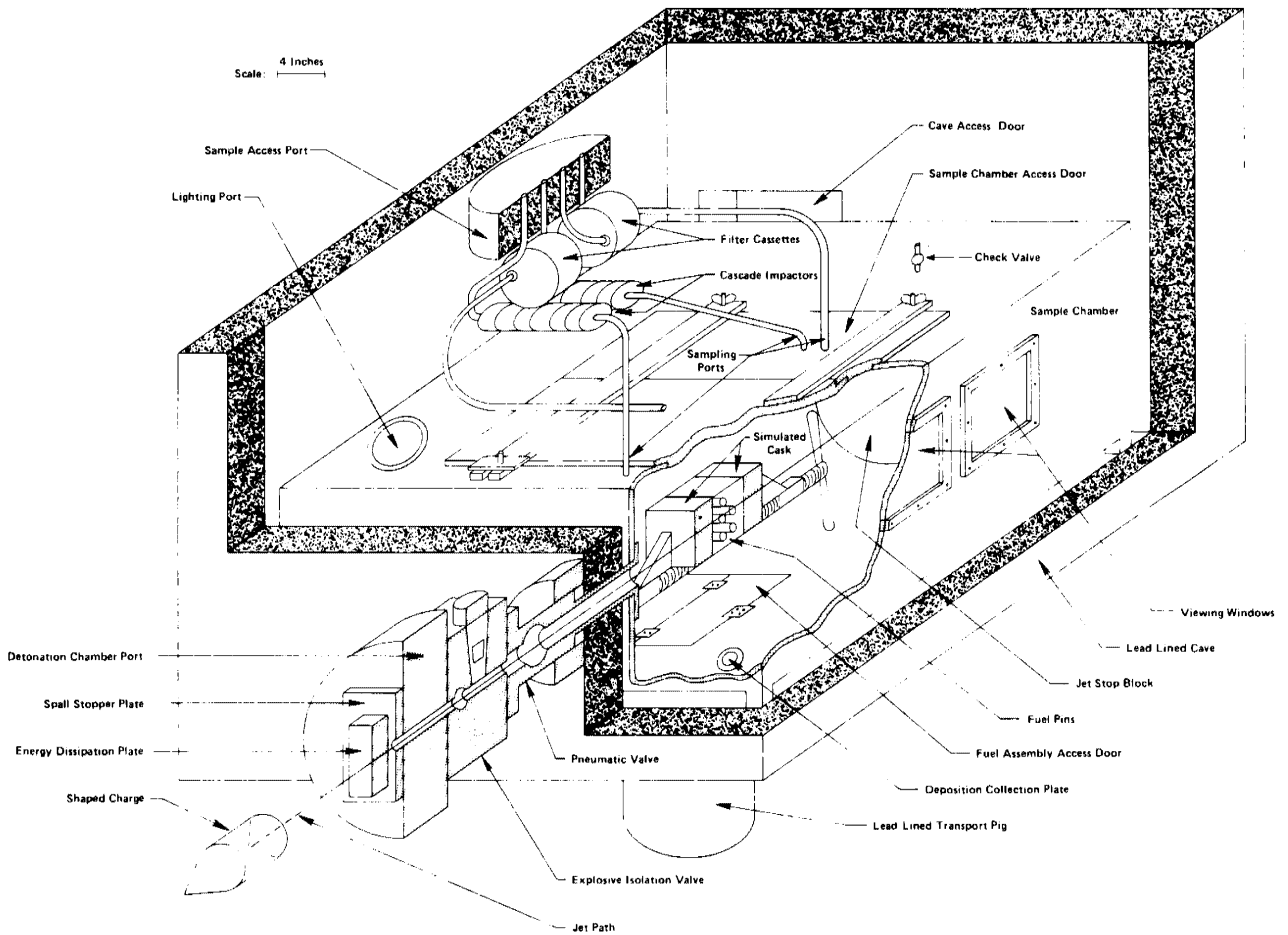 4 Inches
Scale:
Cave Access Door
Sample Access Port
Sample Chamber Access Door
Lighting Port
Filter Cassettes
Check Valve
Cascade Impactors
Sample Chamber
Sampling
Ports
Simulated
Cask
Viewing Windows
Lead Lined Cave
Detonation Chamber Port
Jet Stop Block
Spall Stopper Plate
Fuel Pins
Energy Dissipation Plate
Fuel Assembly Access Door
Pneumatic Valve
Deposition Collection Plate
Shaped Charge
Lead Lined Transport Pig
Explosive Isolation Valve
Jet Path